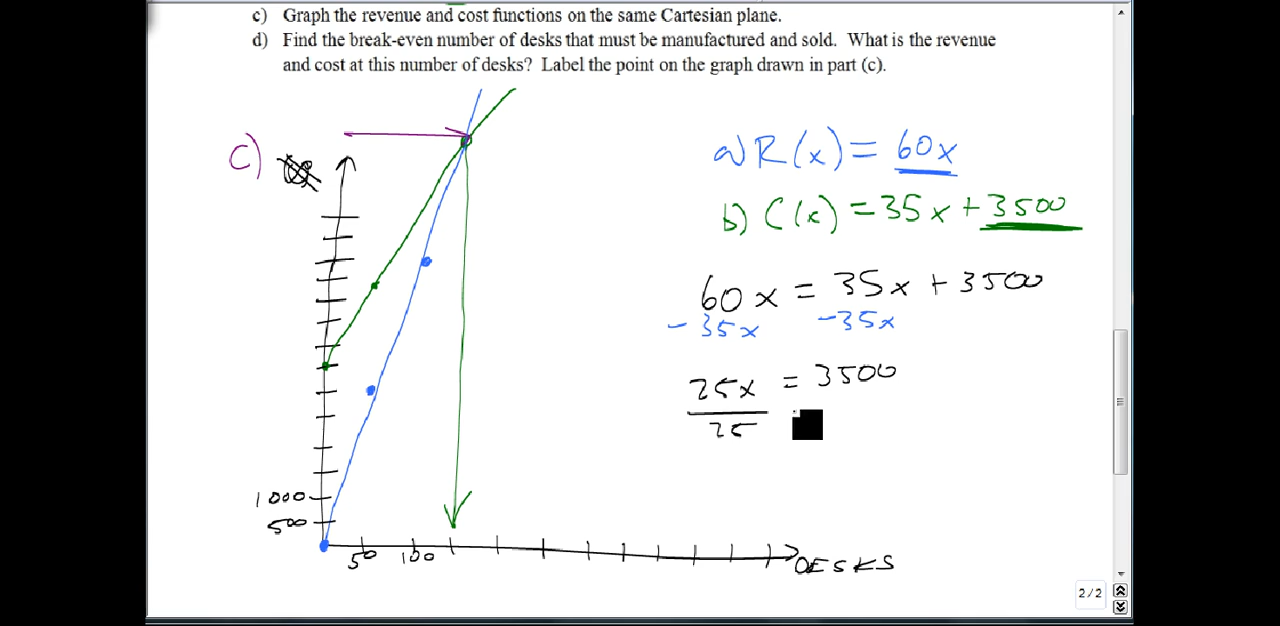 c) Graph the revenue and cost functions on the same Cartesian plane.
d) Find the break-even number of desks that must be manufactured and sold. What is the revenue
and cost at this number of desks? Label the point on the graph drawn in part (c).
c)
a) R(x) = 60x
b) C(x) = 35x + 3500
60x = 35x + 3500
-35x -35x
25x = 3500
25
1000
500
50 100 DESKS
2/2